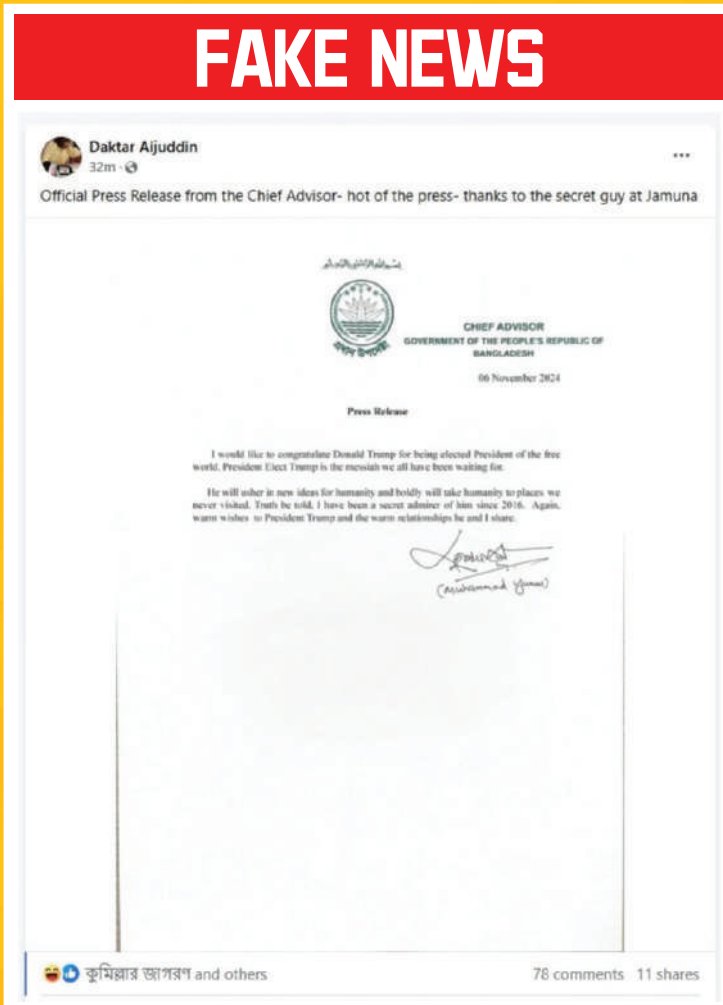 FAKE NEWS
Daktar Aijuddin
32m ·
Official Press Release from the Chief Advisor- hot of the press- thanks to the secret guy at Jamuna
প্রধান উপদেষ্টা
CHIEF ADVISOR
GOVERNMENT OF THE PEOPLE'S REPUBLIC OF
BANGLADESH
06 November 2024
Press Release
I would like to congratulate Donald Trump for being elected President of the free
world. President Elect Trump is the messiah we all have been waiting for.
He will usher in new ideas for humanity and boldly will take humanity to places we
never visited. Truth be told, I have been a secret admirer of him since 2016. Again,
warm wishes to President Trump and the warm relationships he and I share.
(Muhammad Yunus)
কুমিল্লার জাগরণ and others
78 comments 11 shares